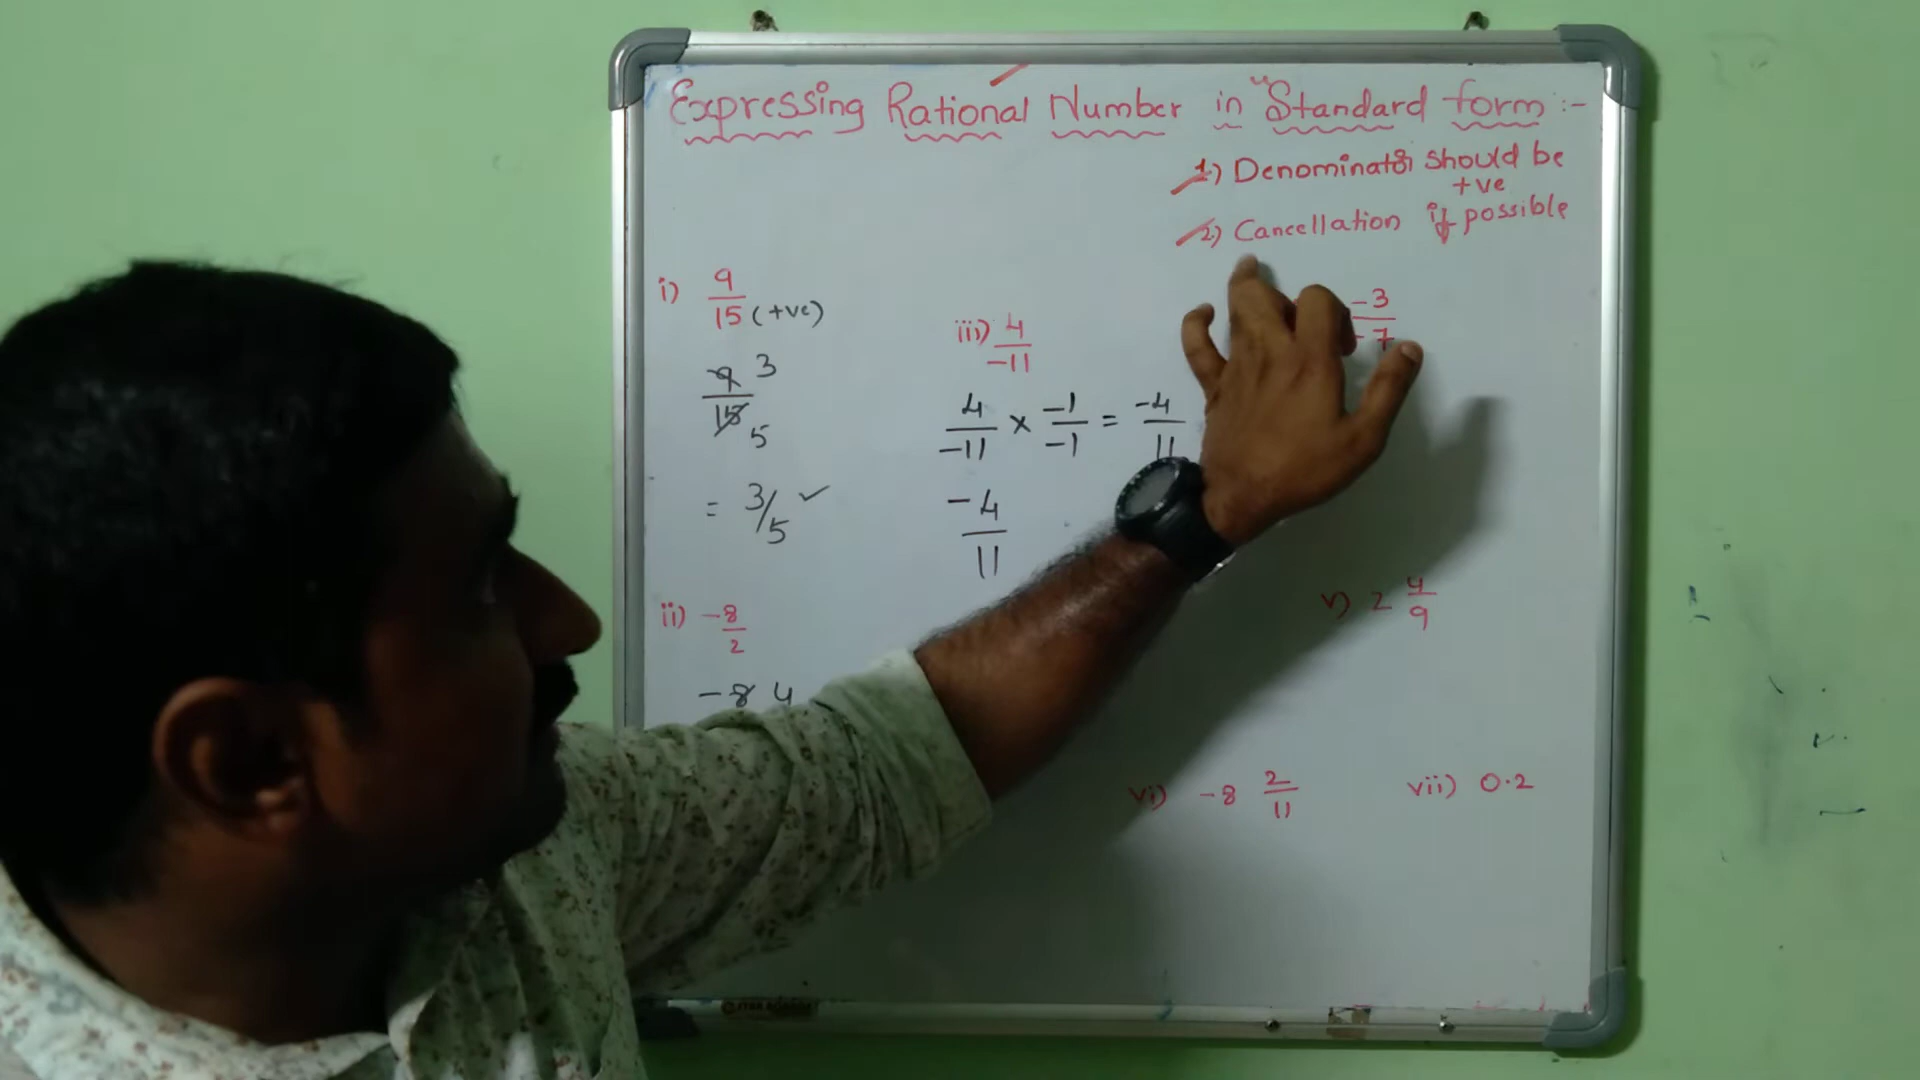 Expressing Rational Number in "Standard form :-
1) Denominator should be
+ve
2) Cancellation if possible
i) 9/15 (+ve)
9/15 3 5
= 3/5 ✓
ii) -8/2
-8 4
iii) 4/-11
4/-11 × -1/-1 = -4/11
-4/11
-3/-7
v) 2 4/9
vi) -8 2/11
vii) 0.2